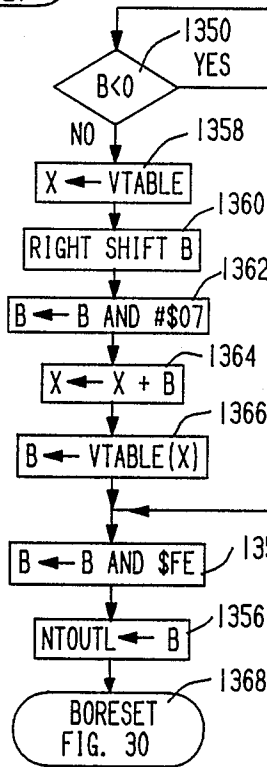 1350
B<0
YES
NO
1358
X ← VTABLE
1360
RIGHT SHIFT B
1362
B ← B AND #$07
1364
X ← X + B
1366
B ← VTABLE(X)
B ← B AND $FE
NTOUTL ← B
1356
1368
BORESET
FIG. 30